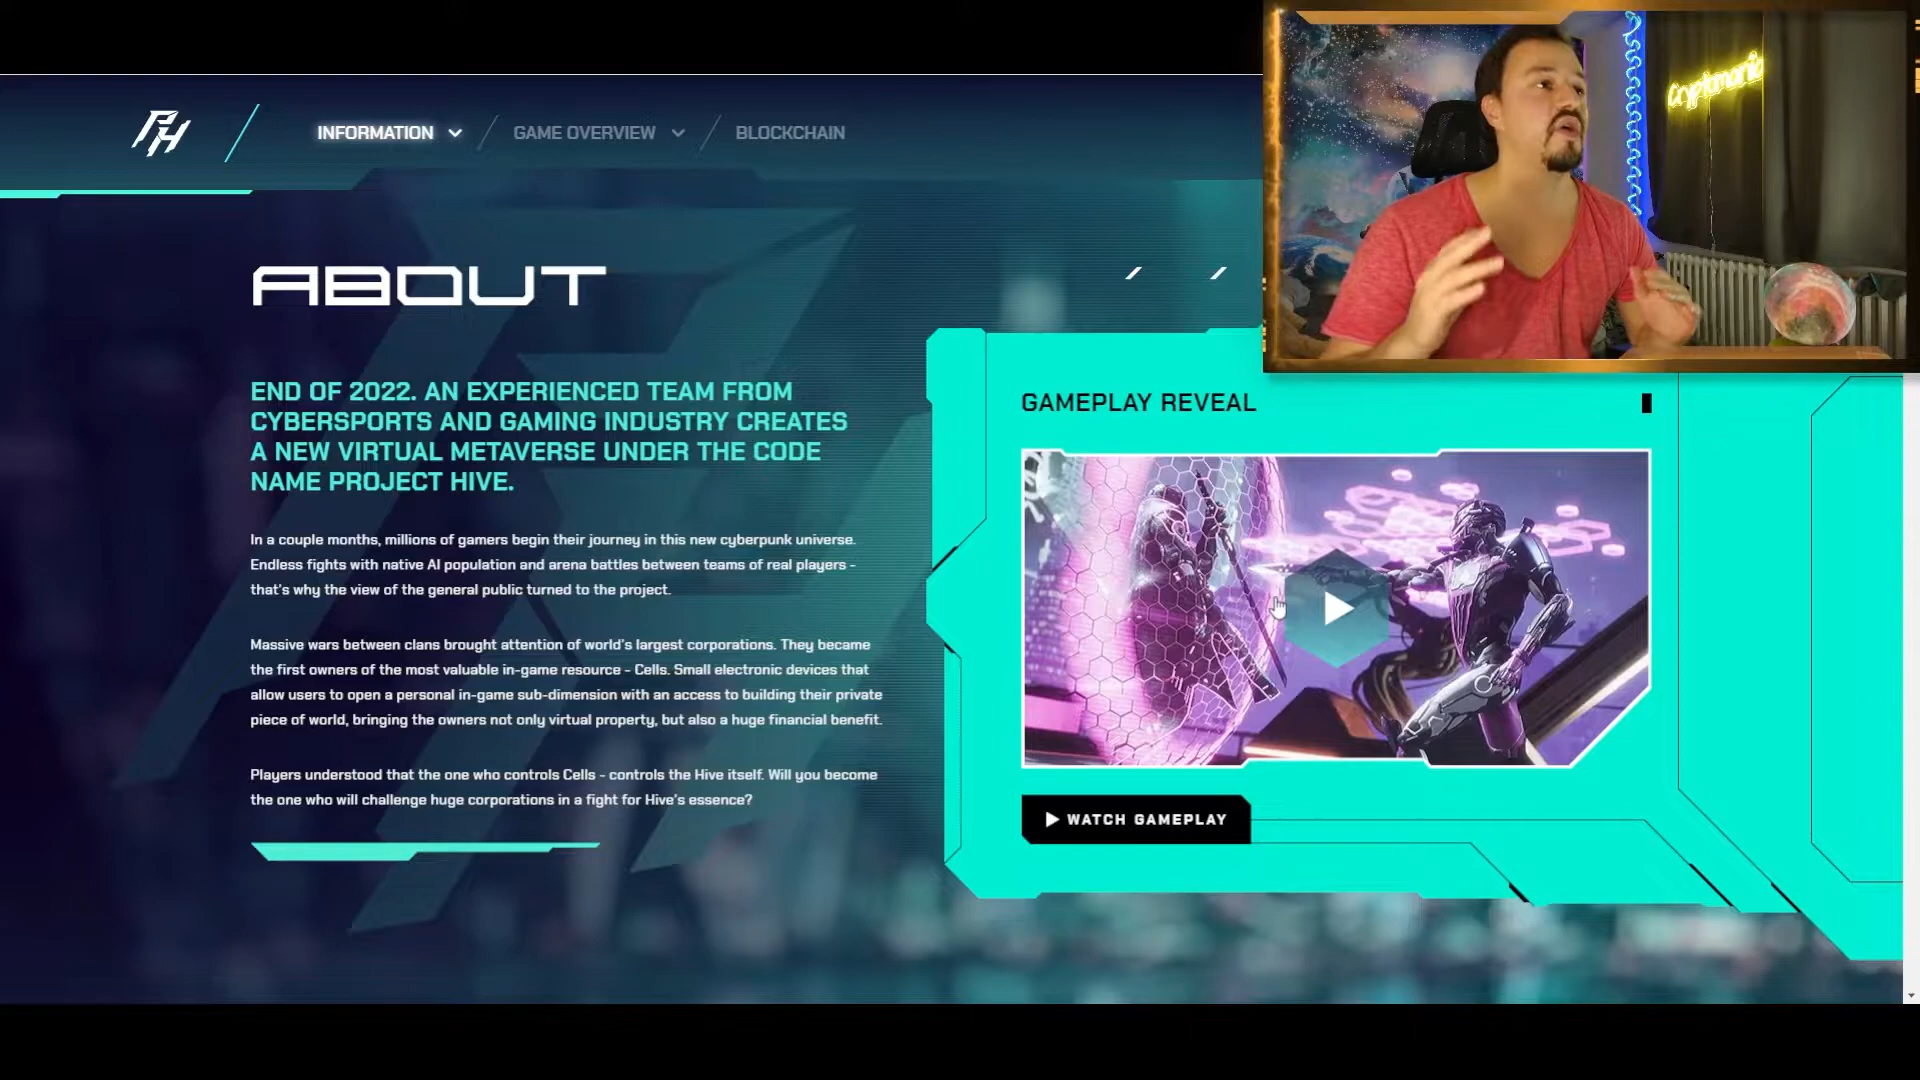 PH
INFORMATION
GAME OVERVIEW
BLOCKCHAIN
Cryptomania
ABOUT
END OF 2022. AN EXPERIENCED TEAM FROM
CYBERSPORTS AND GAMING INDUSTRY CREATES
A NEW VIRTUAL METAVERSE UNDER THE CODE
NAME PROJECT HIVE.
In a couple months, millions of gamers begin their journey in this new cyberpunk universe.
Endless fights with native AI population and arena battles between teams of real players -
that's why the view of the general public turned to the project.
Massive wars between clans brought attention of world's largest corporations. They became
the first owners of the most valuable in-game resource - Cells. Small electronic devices that
allow users to open a personal in-game sub-dimension with an access to building their private
piece of world, bringing the owners not only virtual property, but also a huge financial benefit.
Players understood that the one who controls Cells - controls the Hive itself. Will you become
the one who will challenge huge corporations in a fight for Hive's essence?
GAMEPLAY REVEAL
WATCH GAMEPLAY